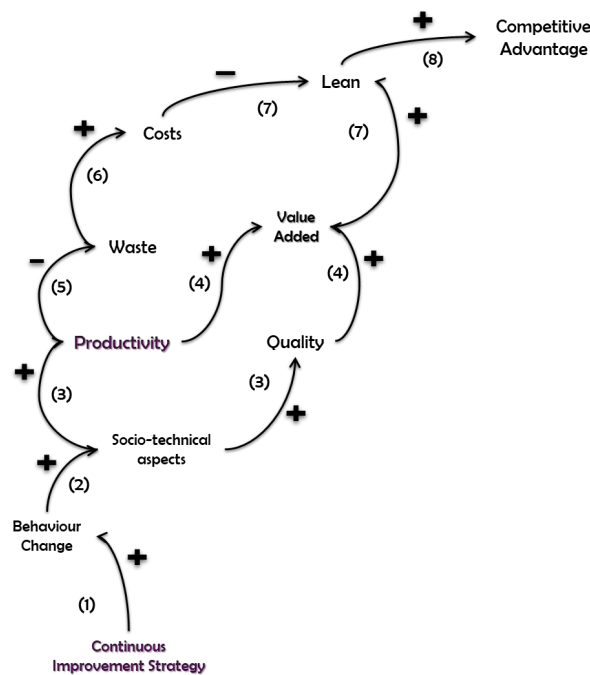 +
Competitive
Advantage
(8)
–
Lean
(7)
+
Costs
(7)
+
(6)
Value
Added
Waste
+
+
–
(5)
(4)
(4)
Productivity
Quality
+
(3)
(3)
+
Socio-technical
aspects
+
(2)
Behaviour
Change
+
(1)
Continuous
Improvement Strategy